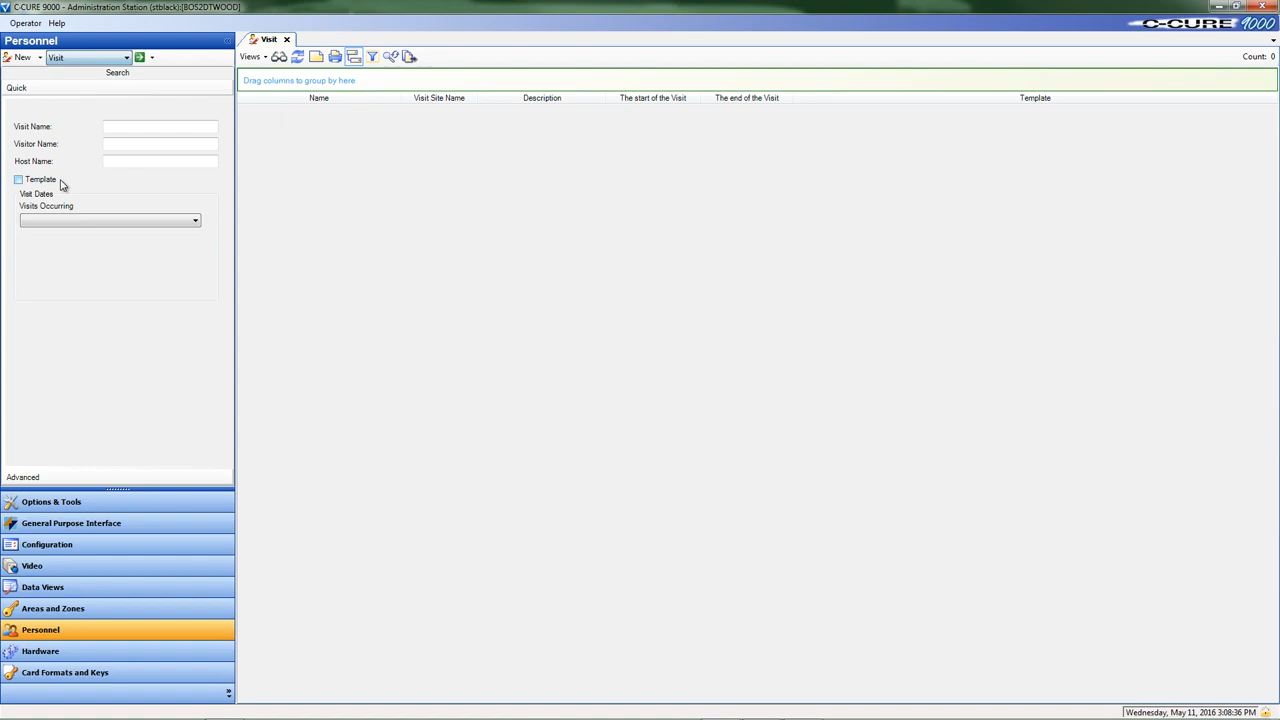 C-CURE 9000 - Administration Station (stblack):[BOS2DTWOOD]
Operator Help
C•CURE 9000
Personnel
New Visit
Search
Quick
Visit Name:
Visitor Name:
Host Name:
Template
Visit Dates
Visits Occurring
Advanced
Options & Tools
General Purpose Interface
Configuration
Video
Data Views
Areas and Zones
Personnel
Hardware
Card Formats and Keys
Visit
Views Count: 0
Drag columns to group by here
Name Visit Site Name Description The start of the Visit The end of the Visit Template
Wednesday, May 11, 2016 3:08:36 PM